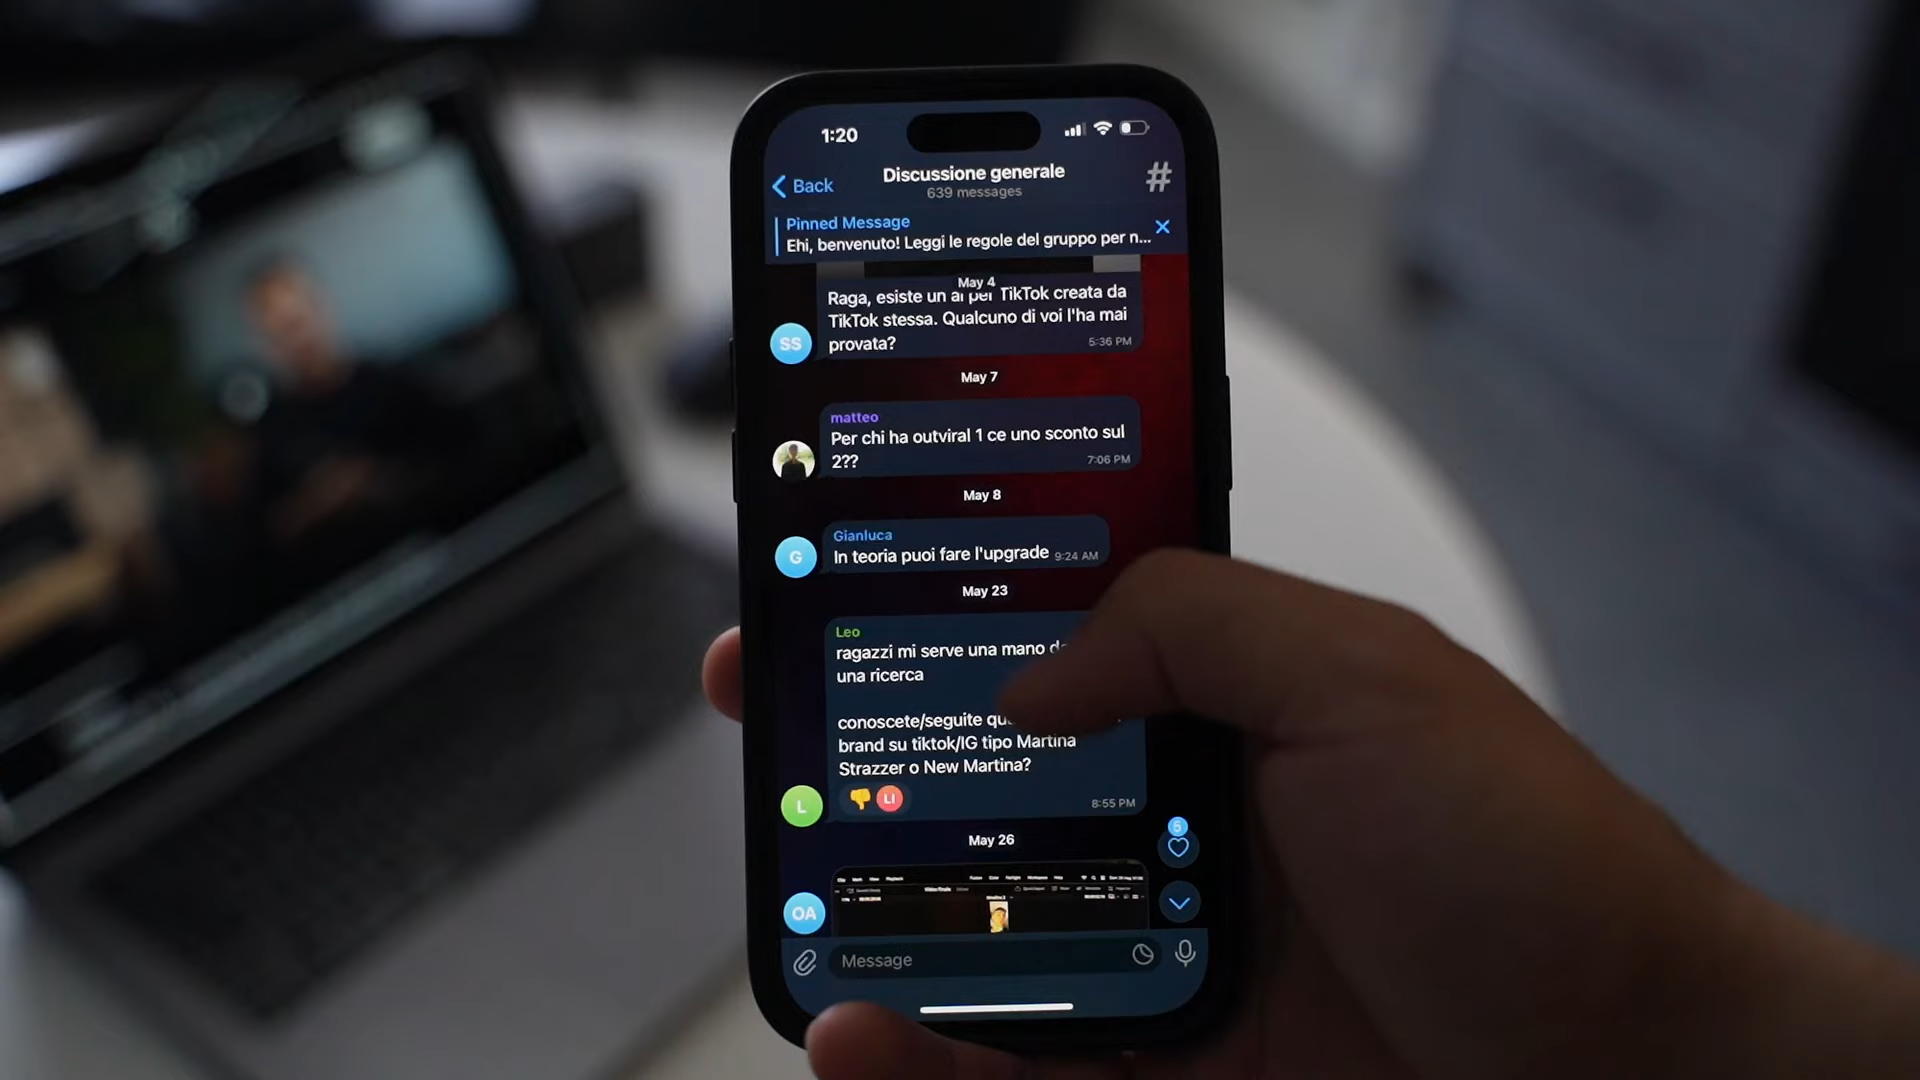 1:20
Back
Discussione generale
639 messages
#
Pinned Message
Ehi, benvenuto! Leggi le regole del gruppo per n...
May 4
Raga, esiste un ai per TikTok creata da
TikTok stessa. Qualcuno di voi l'ha mai
provata?
5:36 PM
SS
May 7
matteo
Per chi ha outviral 1 ce uno sconto sul
2??
7:06 PM
May 8
Gianluca
In teoria puoi fare l'upgrade 9:24 AM
G
May 23
Leo
ragazzi mi serve una mano
una ricerca
conoscete/seguite
brand su tiktok/IG tipo Martina
Strazzer o New Martina?
LI
8:55 PM
L
May 26
6
OA
Message